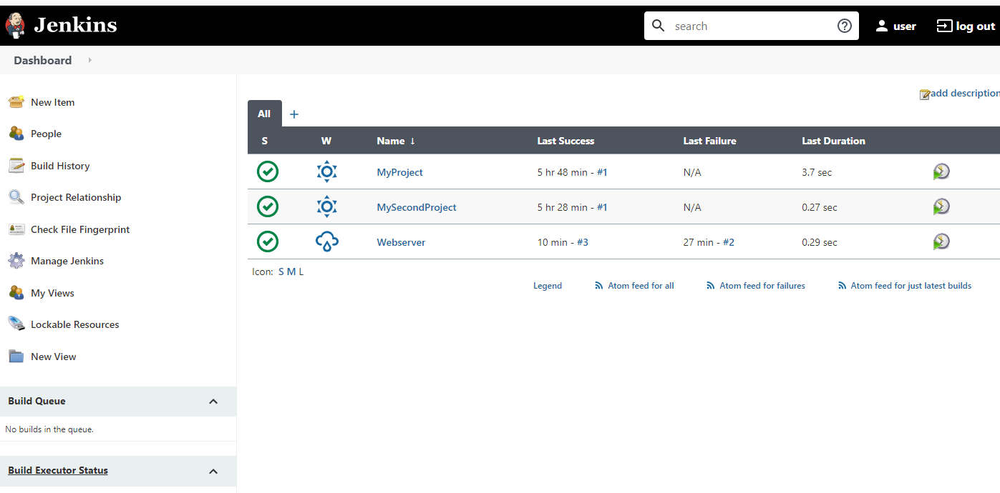 Jenkins
search
user
log out
Dashboard
New Item
People
Build History
Project Relationship
Check File Fingerprint
Manage Jenkins
My Views
Lockable Resources
New View
Build Queue
No builds in the queue.
Build Executor Status
add description
All +
S W Name ↓ Last Success Last Failure Last Duration
MyProject 5 hr 48 min - #1 N/A 3.7 sec
MySecondProject 5 hr 28 min - #1 N/A 0.27 sec
Webserver 10 min - #3 27 min - #2 0.29 sec
Icon: S M L
Legend Atom feed for all Atom feed for failures Atom feed for just latest builds